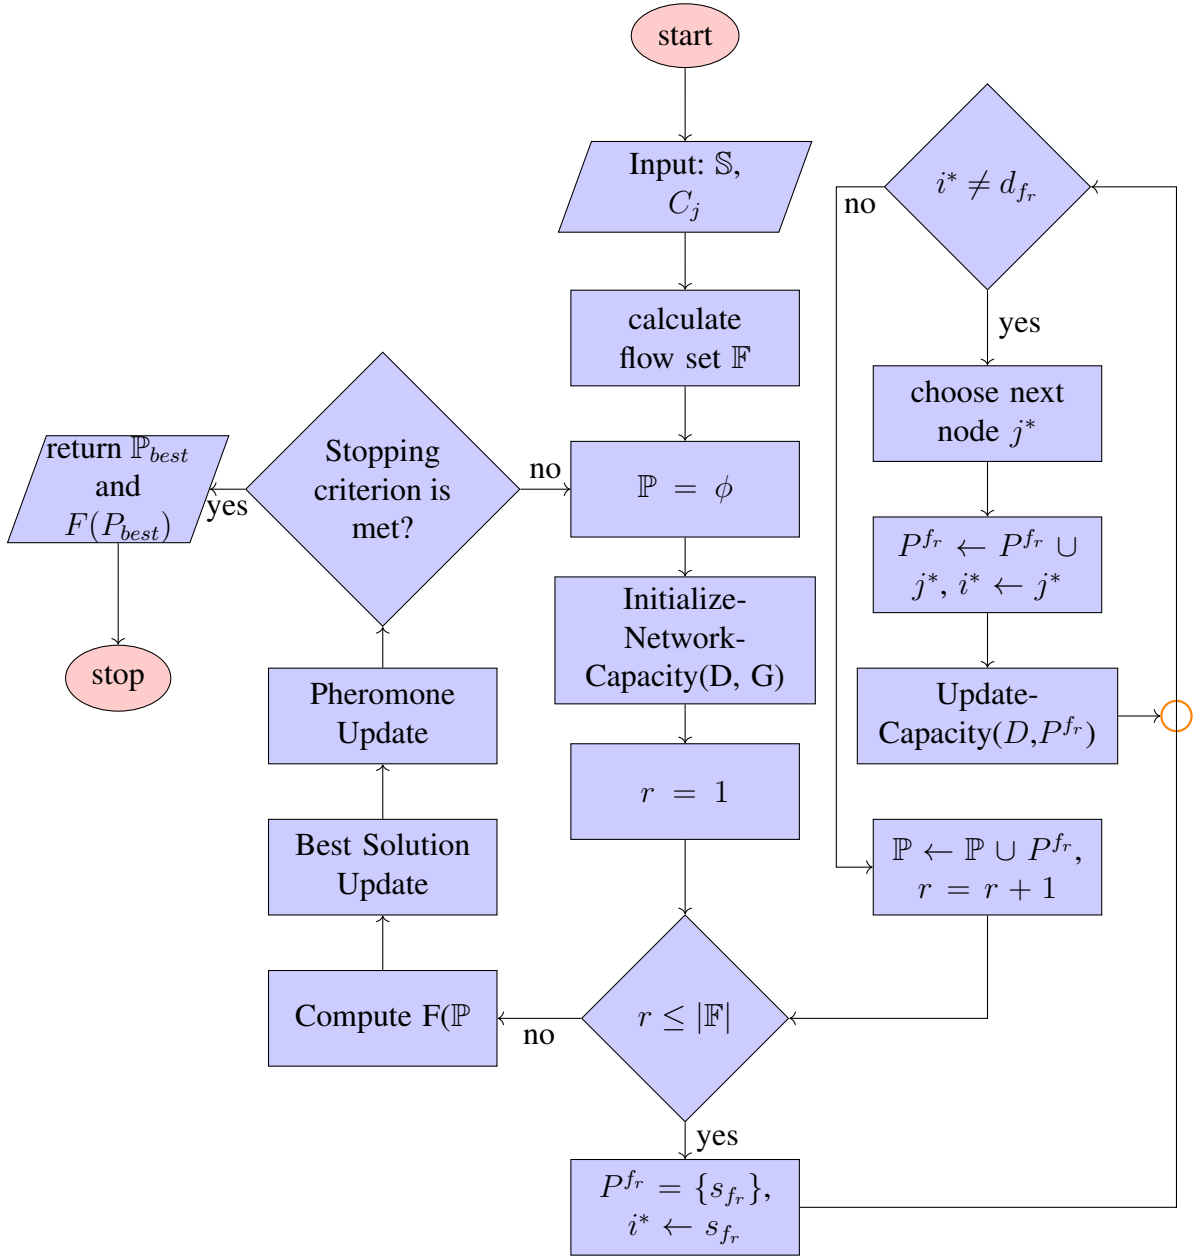 start
Input: 𝕊,
C_j
calculate
flow set 𝔽
ℙ = ϕ
Initialize-
Network-
Capacity(D, G)
r = 1
r ≤ |𝔽|
yes
P^{f_r} = {s_{f_r}},
i* ← s_{f_r}
no
Compute F(ℙ
Best Solution
Update
Pheromone
Update
Stopping
criterion is
met?
no
yes
return ℙ_{best}
and
F(P_{best})
stop
i* ≠ d_{f_r}
no
yes
choose next
node j*
P^{f_r} ← P^{f_r} ∪
j*, i* ← j*
Update-
Capacity(D,P^{f_r})
ℙ ← ℙ ∪ P^{f_r},
r = r + 1